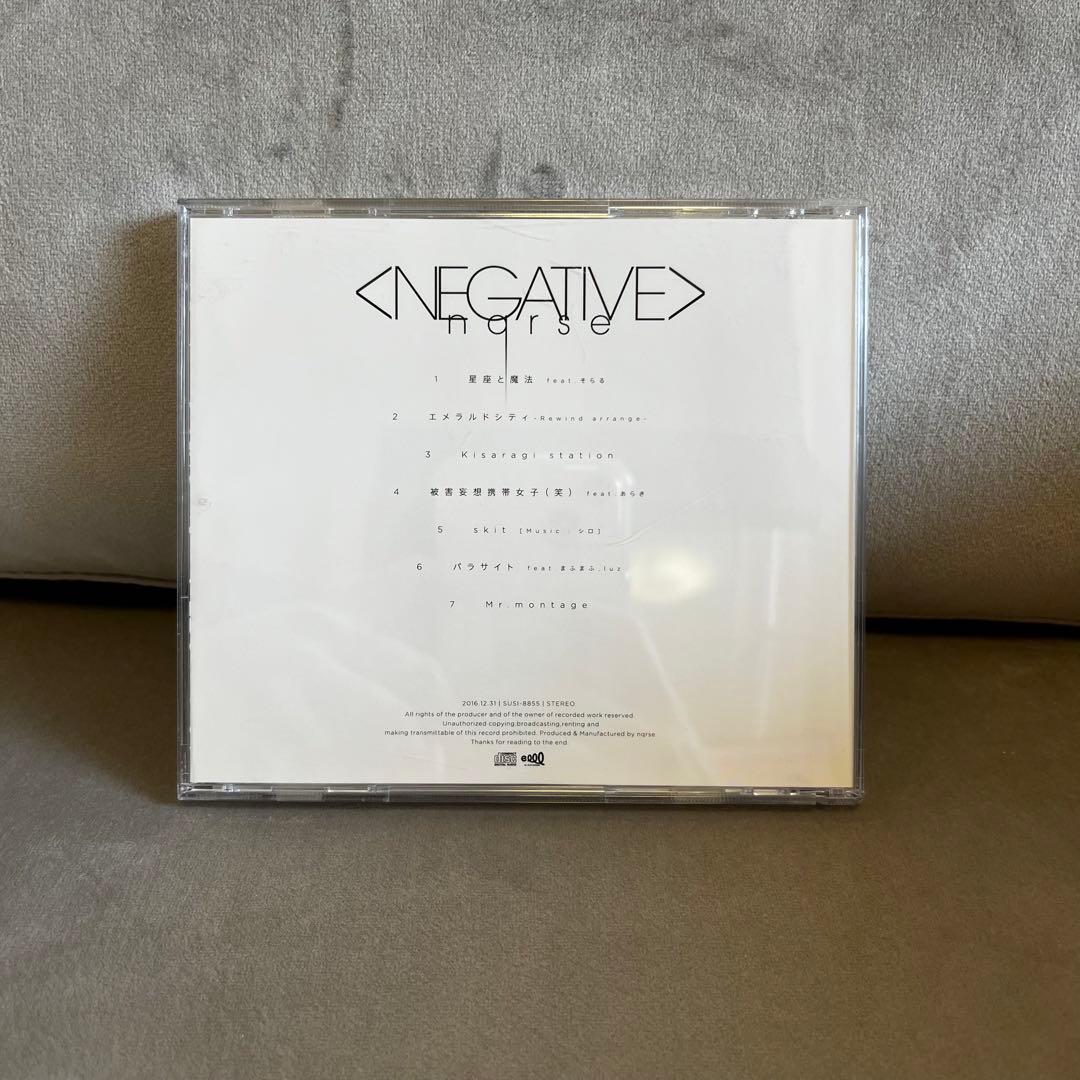 <NEGATIVE>
nqrse
1 星座と魔法 feat.そらる
2 エメラルドシティ-Rewind arrange-
3 Kisaragi station
4 被害妄想携帯女子(笑) feat.あらき
5 skit [Music : シロ]
6 パラサイト feat.まふまふ,luz
7 Mr.montage
2016.12.31 | SUSI-8855 | STEREO
All rights of the producer and of the owner of recorded work reserved.
Unauthorized copying,broadcasting,renting and
making transmittable of this record prohibited. Produced & Manufactured by nqrse
Thanks for reading to the end.
disc